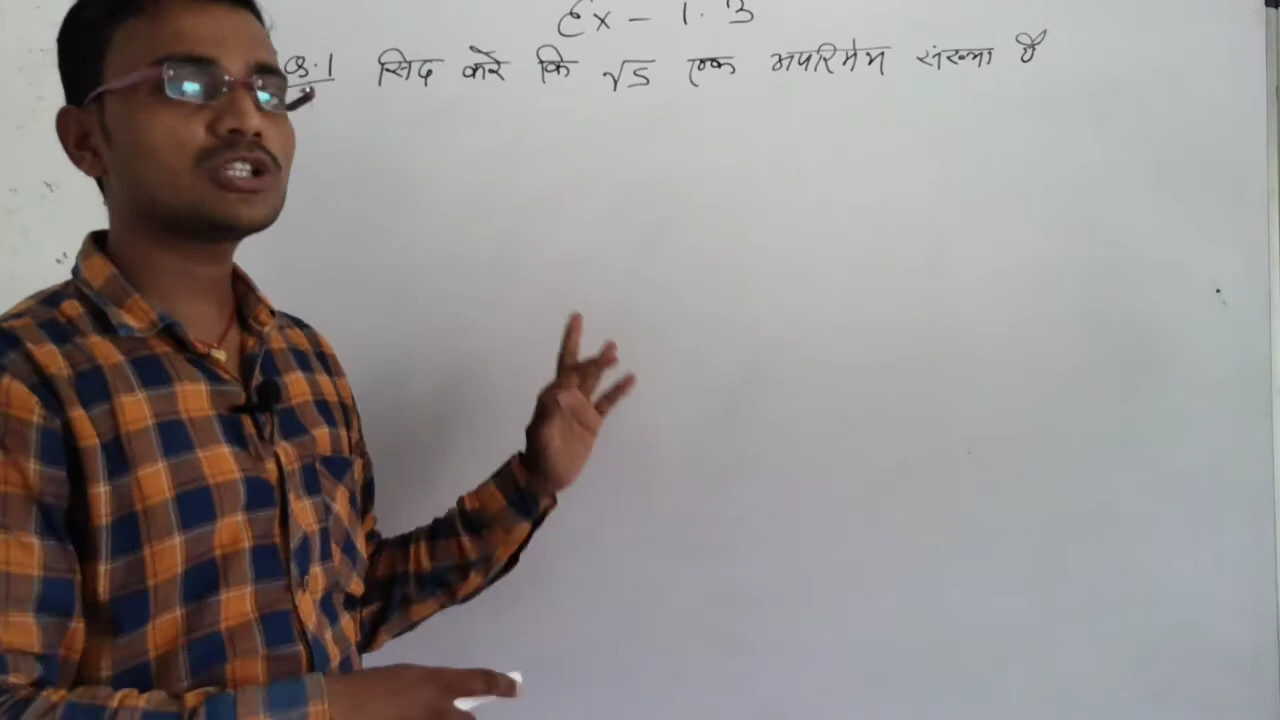 Ex - 1.3
Q.1 सिद करें कि √5 एक अपरिमेय संख्या है